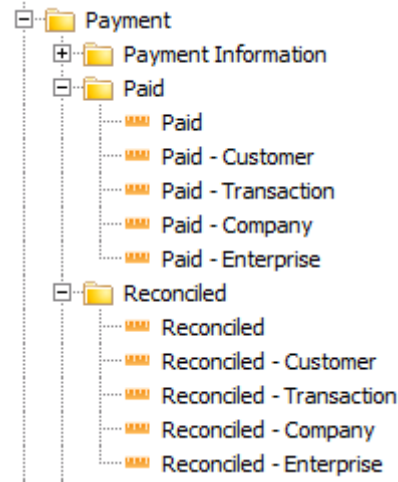 Payment
Payment Information
Paid
Paid
Paid - Customer
Paid - Transaction
Paid - Company
Paid - Enterprise
Reconciled
Reconciled
Reconciled - Customer
Reconciled - Transaction
Reconciled - Company
Reconciled - Enterprise